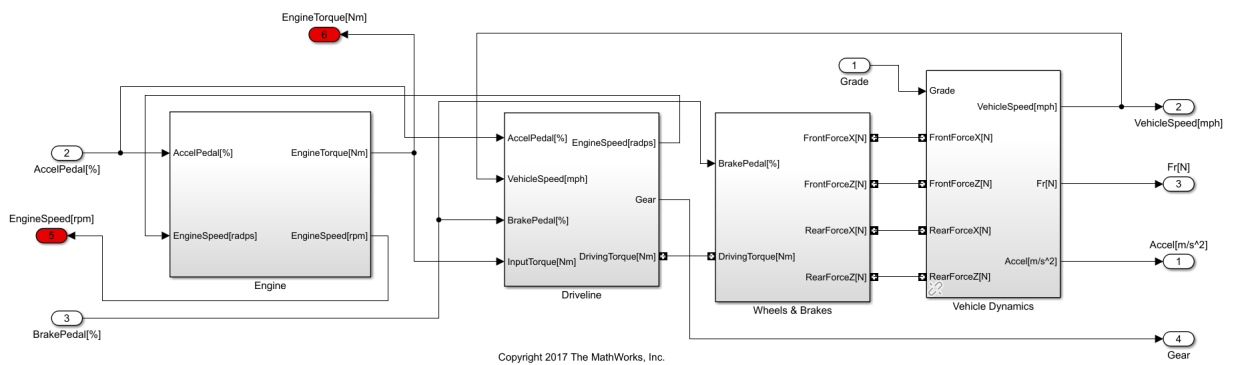 EngineTorque[Nm]
6
1
Grade
Grade
VehicleSpeed[mph]
2
VehicleSpeed[mph]
2
AccelPedal[%]
AccelPedal[%]
EngineTorque[Nm]
EngineSpeed[radps]
EngineSpeed[rpm]
Engine
EngineSpeed[rpm]
5
3
BrakePedal[%]
AccelPedal[%]
EngineSpeed[radps]
VehicleSpeed[mph]
Gear
BrakePedal[%]
InputTorque[Nm]
DrivingTorque[Nm]
Driveline
BrakePedal[%]
DrivingTorque[Nm]
FrontForceX[N]
FrontForceZ[N]
RearForceX[N]
RearForceZ[N]
Wheels & Brakes
FrontForceX[N]
FrontForceZ[N]
RearForceX[N]
RearForceZ[N]
Fr[N]
Accel[m/s^2]
Vehicle Dynamics
Fr[N]
3
Accel[m/s^2]
1
4
Gear
Copyright 2017 The MathWorks, Inc.